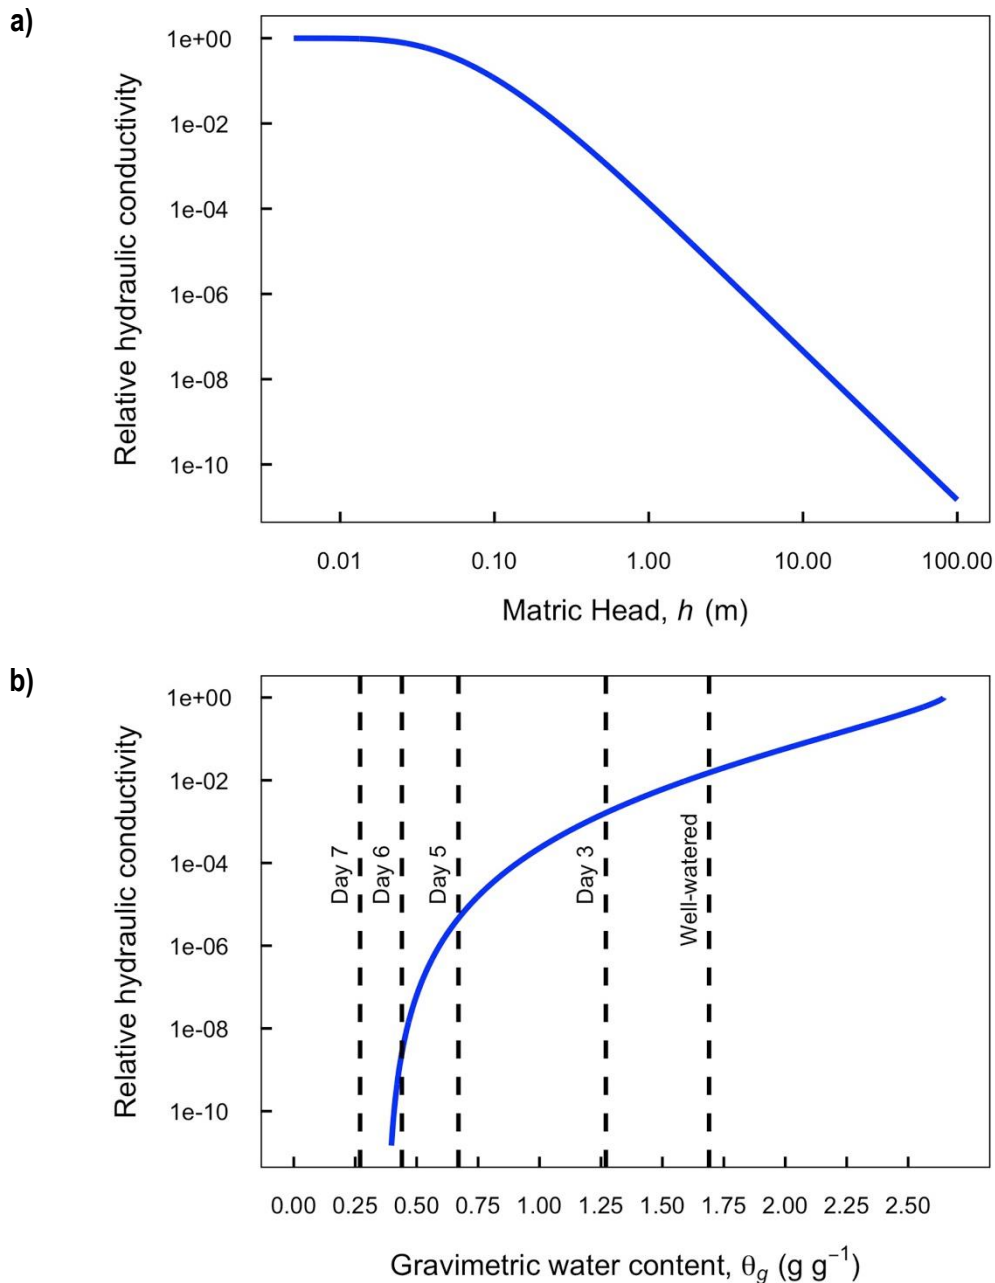 a)
Relative hydraulic conductivity
1e+00
1e-02
1e-04
1e-06
1e-08
1e-10
0.01 0.10 1.00 10.00 100.00
Matric Head, h (m)
b)
Relative hydraulic conductivity
1e+00
1e-02
1e-04
1e-06
1e-08
1e-10
Day 7
Day 6
Day 5
Day 3
Well-watered
0.00 0.25 0.50 0.75 1.00 1.25 1.50 1.75 2.00 2.25 2.50
Gravimetric water content, θg (g g⁻¹)